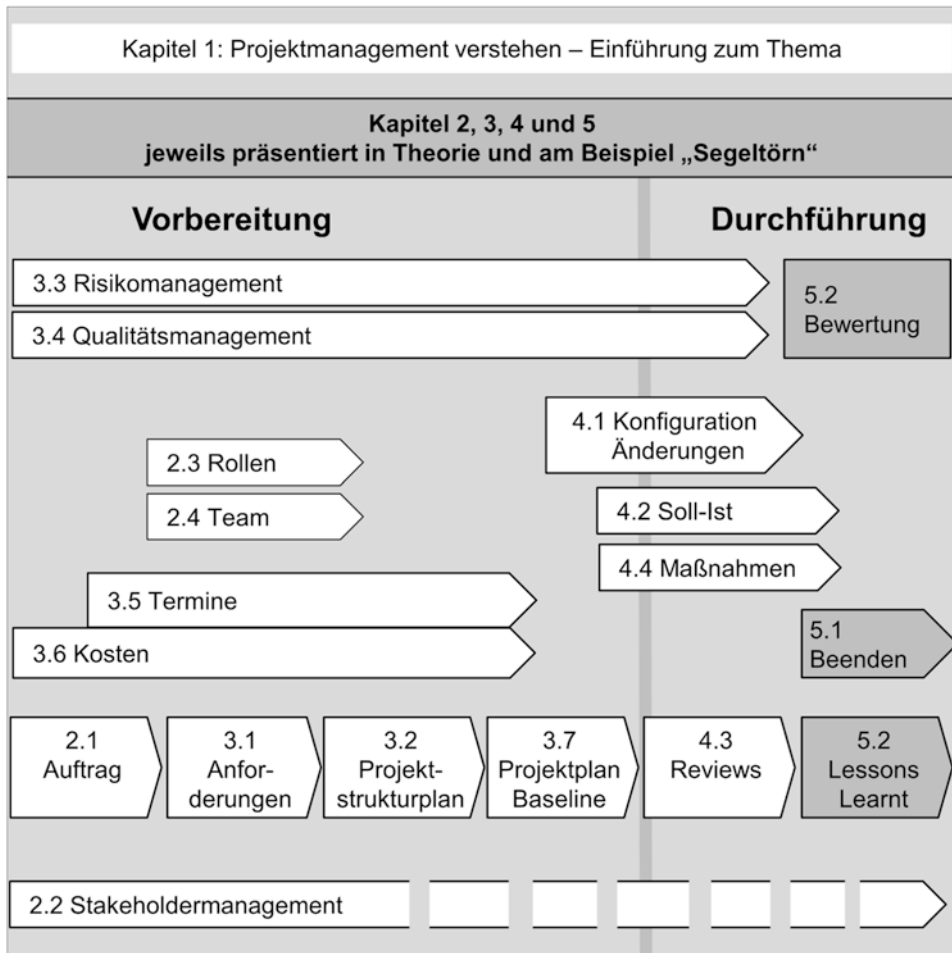 Kapitel 1: Projektmanagement verstehen – Einführung zum Thema
Kapitel 2, 3, 4 und 5
jeweils präsentiert in Theorie und am Beispiel „Segeltörn“
Vorbereitung
Durchführung
3.3 Risikomanagement
3.4 Qualitätsmanagement
5.2
Bewertung
4.1 Konfiguration
Änderungen
2.3 Rollen
2.4 Team
4.2 Soll-Ist
4.4 Maßnahmen
3.5 Termine
3.6 Kosten
5.1
Beenden
2.1
Auftrag
3.1
Anfor-
derungen
3.2
Projekt-
strukturplan
3.7
Projektplan
Baseline
4.3
Reviews
5.2
Lessons
Learnt
2.2 Stakeholdermanagement